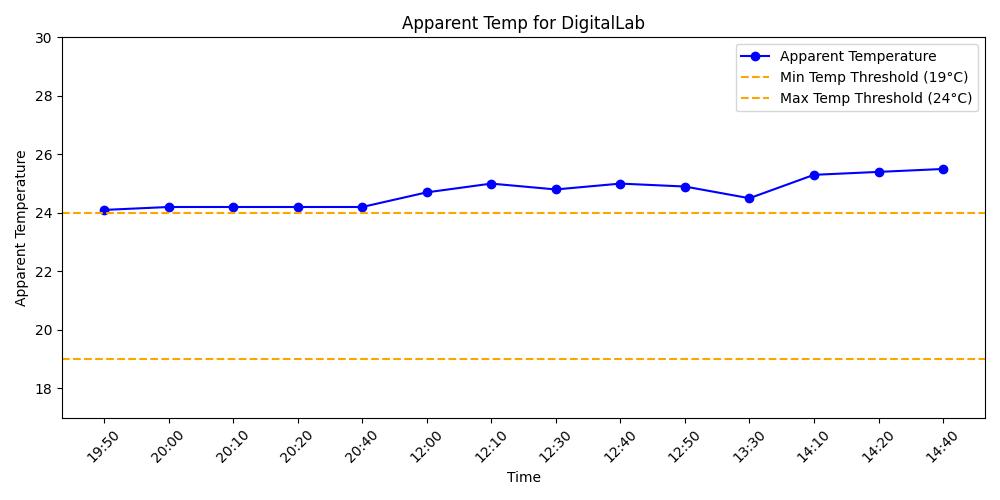 Apparent Temp for DigitalLab
Apparent Temperature
Min Temp Threshold (19°C)
Max Temp Threshold (24°C)
Apparent Temperature
30
28
26
24
22
20
18
19:50 20:00 20:10 20:20 20:40 12:00 12:10 12:30 12:40 12:50 13:30 14:10 14:20 14:40
Time